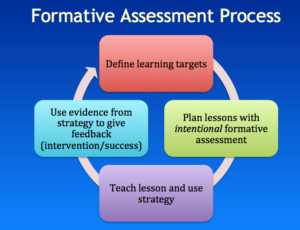 Formative Assessment Process
Define learning targets
Plan lessons with
intentional formative
assessment
Teach lesson and use
strategy
Use evidence from
strategy to give
feedback
(intervention/success)